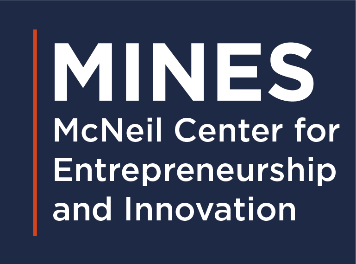 MINES
McNeil Center for
Entrepreneurship
and Innovation